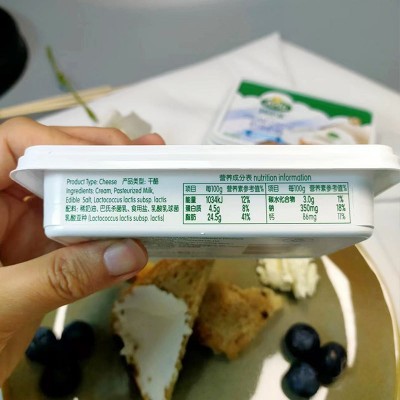 Product Type: Cheese 产品类型: 干酪
Ingredients: Cream, Pasteurized Milk,
Edible Salt, Lactococcus lactis subsp. lactis
配料: 稀奶油, 巴氏杀菌乳, 食用盐, 乳酸乳球菌
乳酸亚种 (Lactococcus lactis subsp. lactis)
营养成分表 nutrition information
项目 每100g 营养素参考值% 项目 每100g 营养素参考值%
能量 1034kJ 12% 碳水化合物 3.0g 1%
蛋白质 4.5g 8% 钠 350mg 18%
脂肪 24.5g 41% 钙 86mg 11%